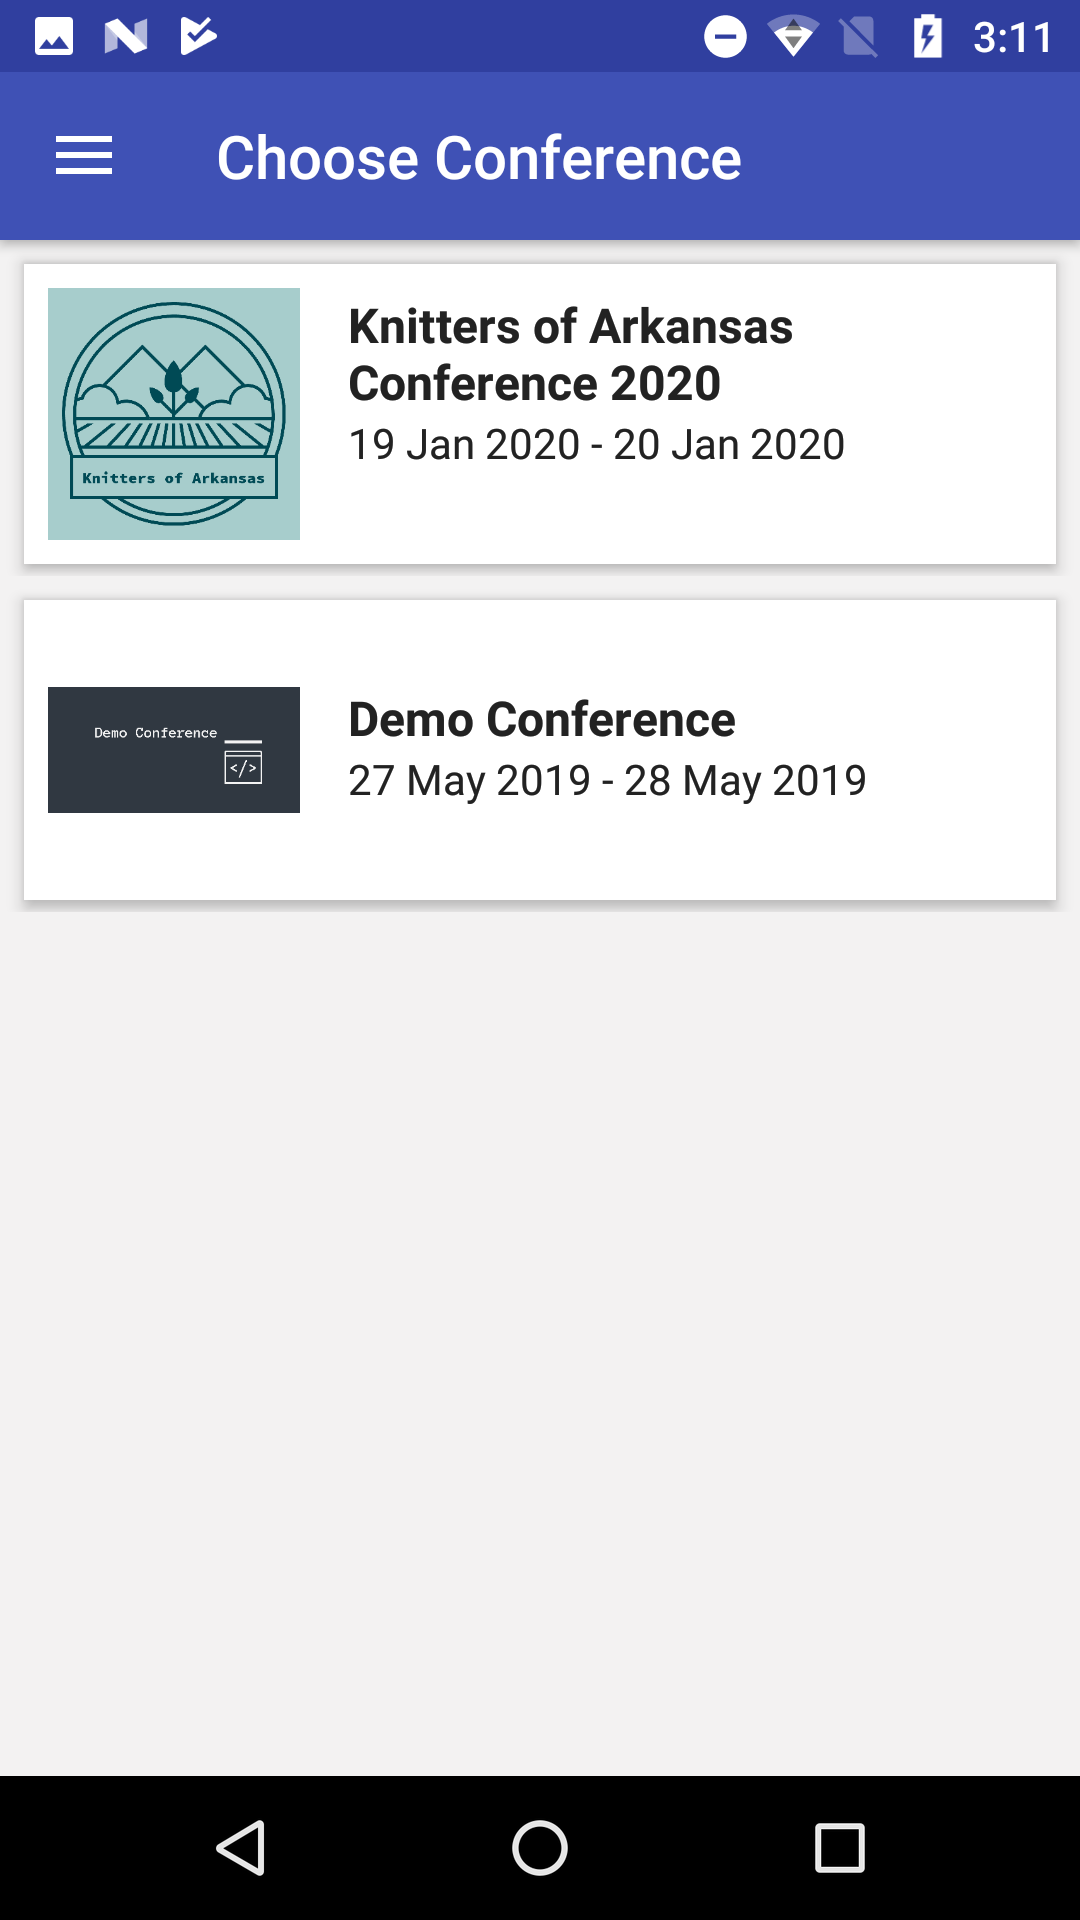 3:11
Choose Conference
Knitters of Arkansas
Knitters of Arkansas
Conference 2020
19 Jan 2020 - 20 Jan 2020
Demo Conference
</>
Demo Conference
27 May 2019 - 28 May 2019